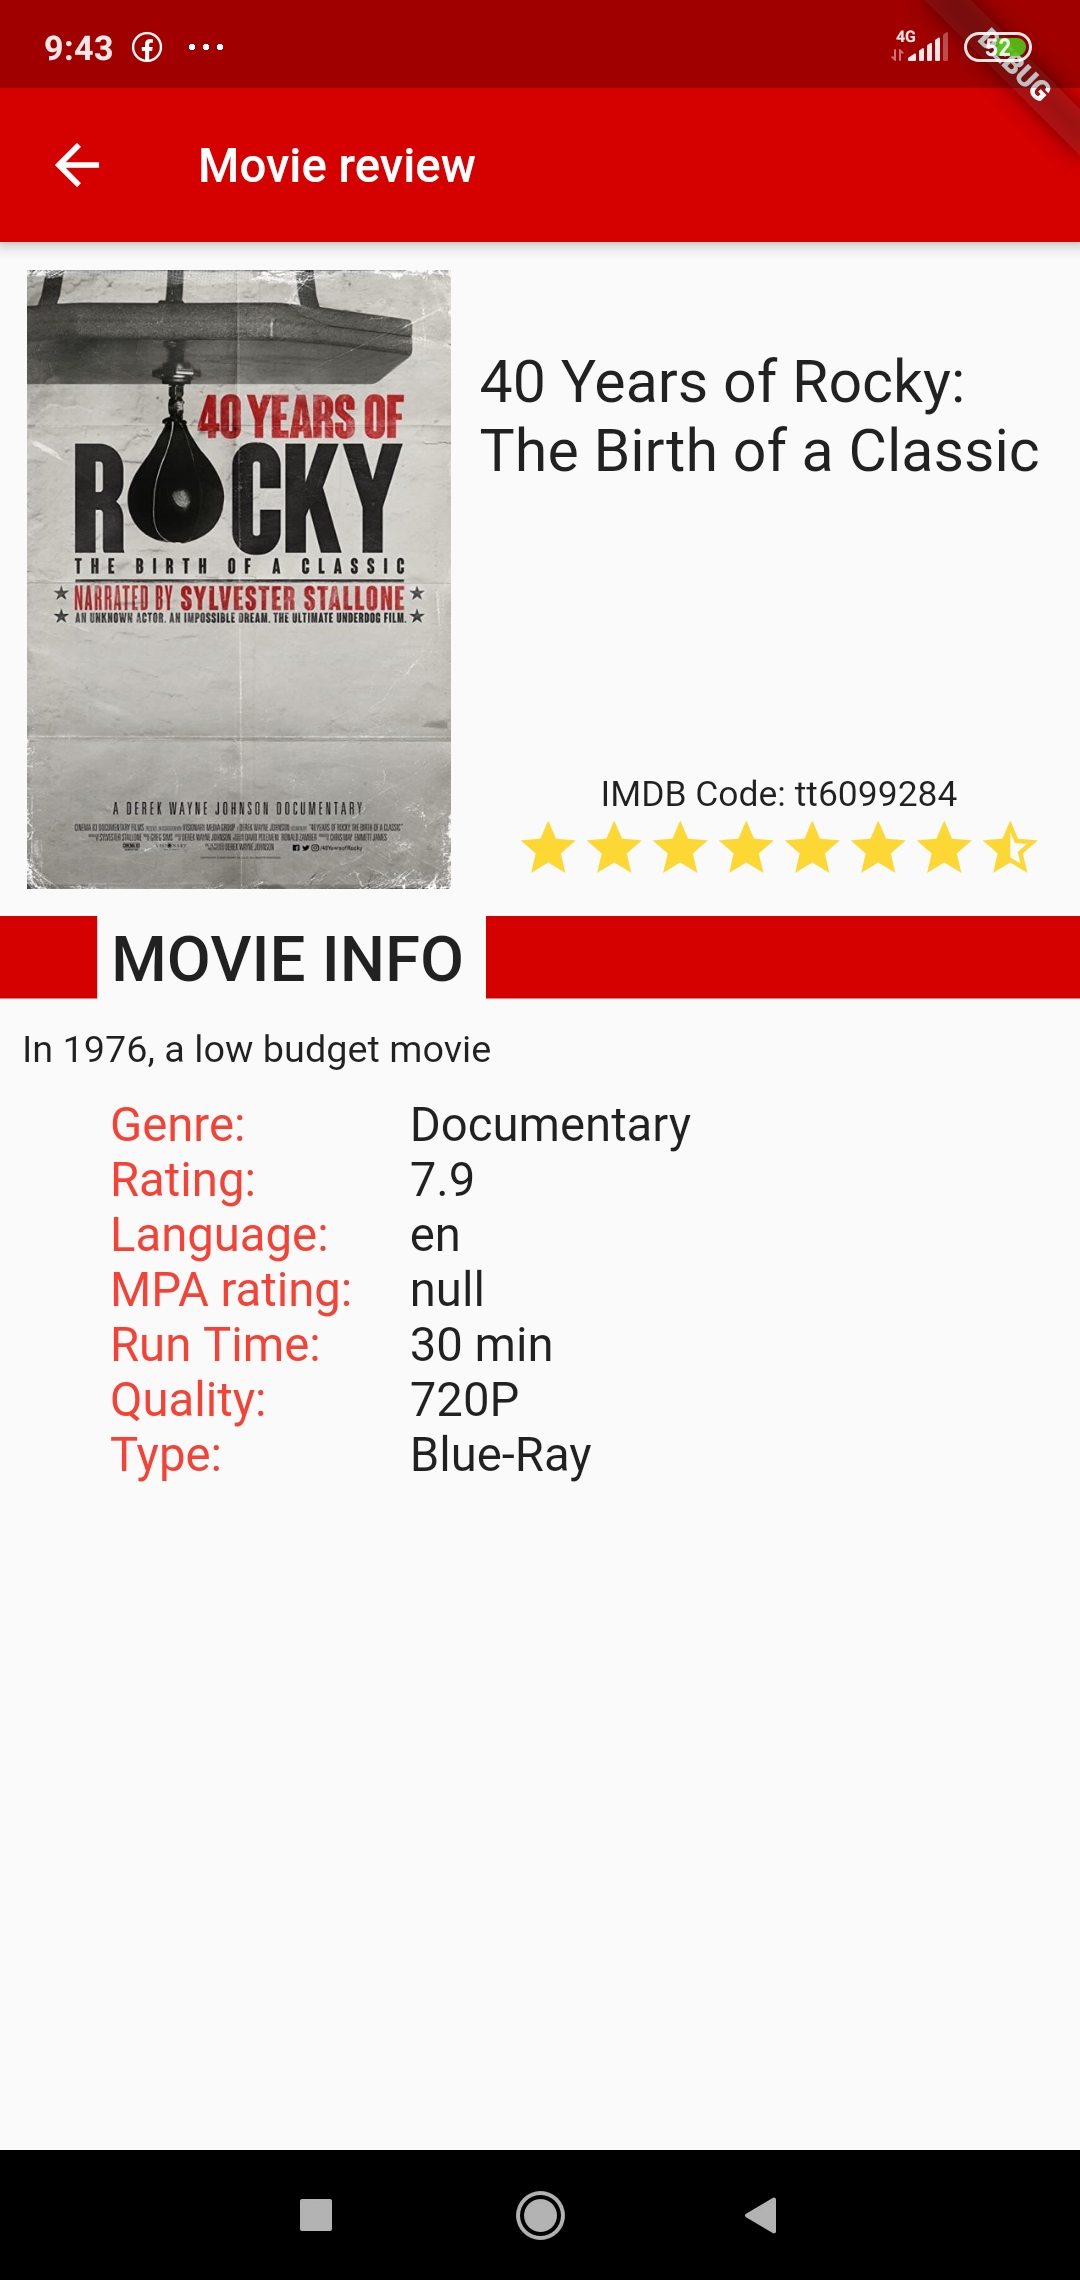 9:43
4G
52
DEBUG
Movie review
40 YEARS OF
ROCKY
THE BIRTH OF A CLASSIC
NARRATED BY SYLVESTER STALLONE
AN UNKNOWN ACTOR. AN IMPOSSIBLE DREAM. THE ULTIMATE UNDERDOG FILM.
A DEREK WAYNE JOHNSON DOCUMENTARY
40 Years of Rocky:
The Birth of a Classic
IMDB Code: tt6099284
MOVIE INFO
In 1976, a low budget movie
Genre: Documentary
Rating: 7.9
Language: en
MPA rating: null
Run Time: 30 min
Quality: 720P
Type: Blue-Ray